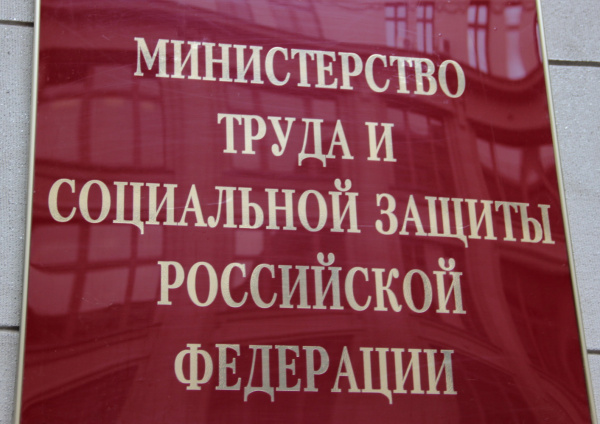 МИНИСТЕРСТВО
ТРУДА И
СОЦИАЛЬНОЙ ЗАЩИТЫ
РОССИЙСКОЙ
ФЕДЕРАЦИИ